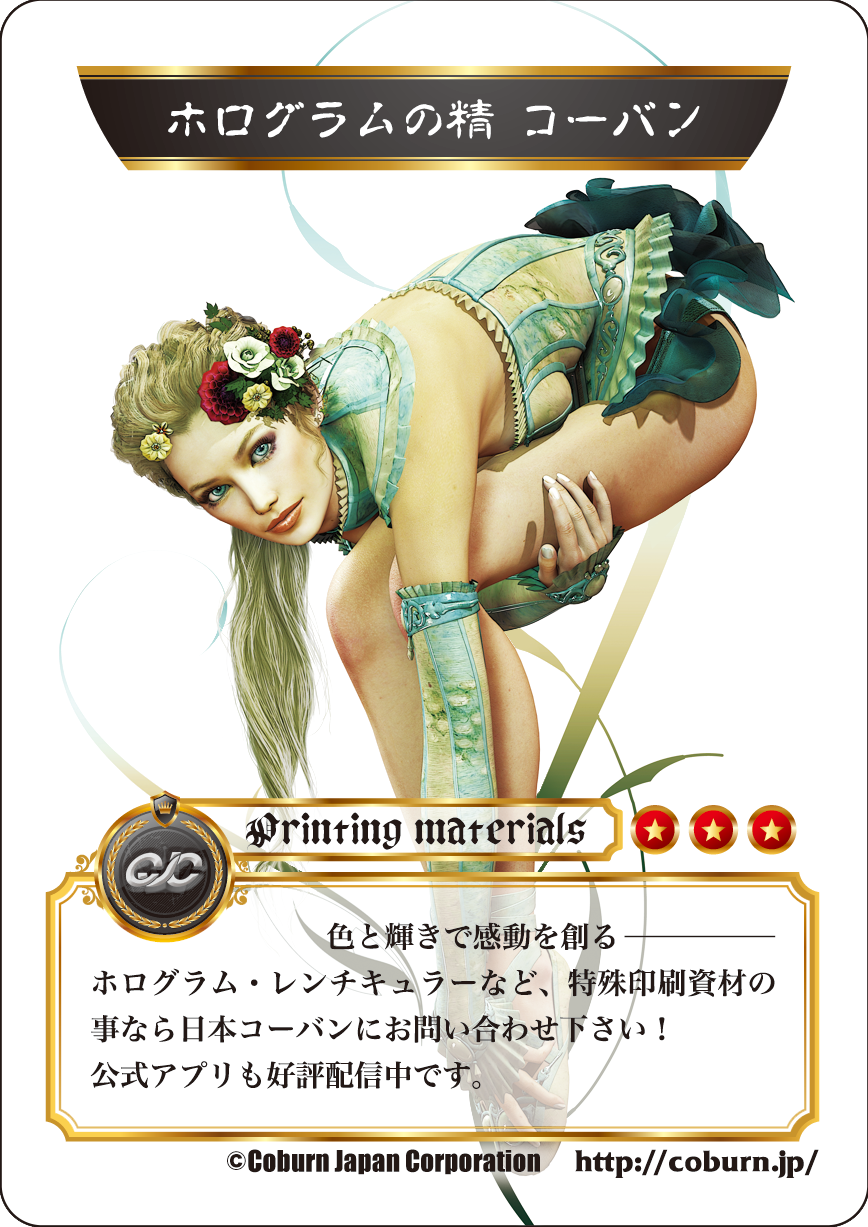 ホログラムの精 コーバン
Printing materials
CJC
色と輝きで感動を創る ―――――
ホログラム・レンチキュラーなど、特殊印刷資材の
事なら日本コーバンにお問い合わせ下さい！
公式アプリも好評配信中です。
©Coburn Japan Corporation http://coburn.jp/